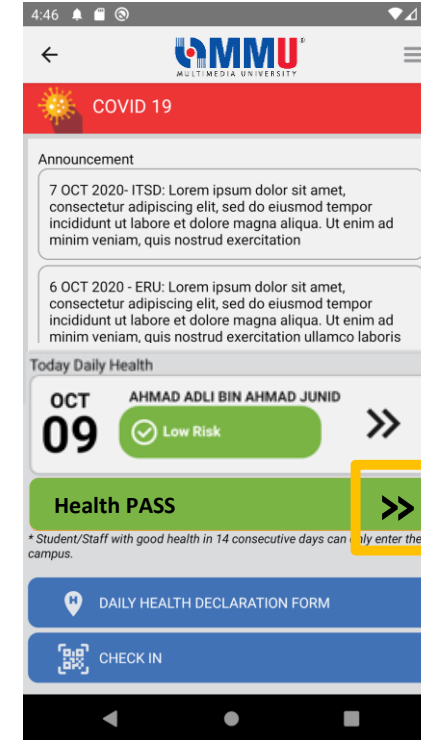 4:46
MMU
MULTIMEDIA UNIVERSITY
COVID 19
Announcement
7 OCT 2020- ITSD: Lorem ipsum dolor sit amet,
consectetur adipiscing elit, sed do eiusmod tempor
incididunt ut labore et dolore magna aliqua. Ut enim ad
minim veniam, quis nostrud exercitation
6 OCT 2020 - ERU: Lorem ipsum dolor sit amet,
consectetur adipiscing elit, sed do eiusmod tempor
incididunt ut labore et dolore magna aliqua. Ut enim ad
minim veniam, quis nostrud exercitation ullamco laboris
Today Daily Health
OCT
09
AHMAD ADLI BIN AHMAD JUNID
Low Risk
Health PASS
* Student/Staff with good health in 14 consecutive days can only enter the
campus.
H
DAILY HEALTH DECLARATION FORM
CHECK IN